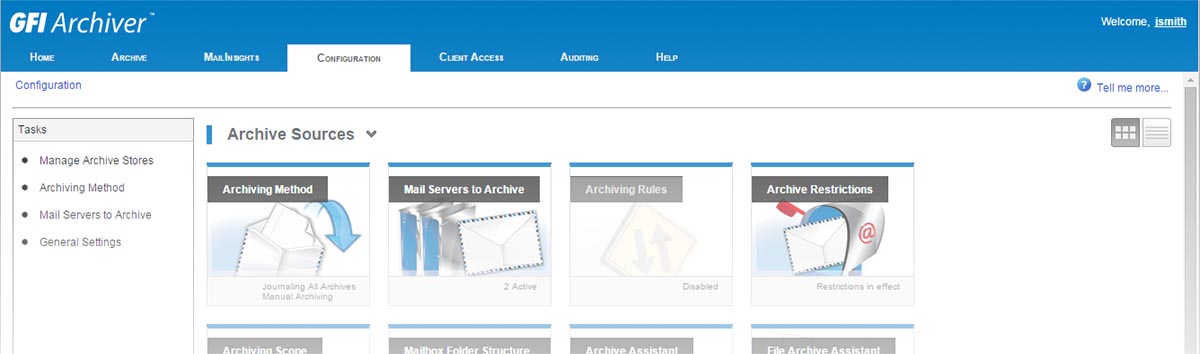 GFI Archiver™
Welcome, jsmith
Home Archive MailInsights Configuration Client Access Auditing Help
Configuration
Tell me more...
Tasks
Manage Archive Stores
Archiving Method
Mail Servers to Archive
General Settings
Archive Sources
Archiving Method
Journaling All Archives
Manual Archiving
Mail Servers to Archive
2 Active
Archiving Rules
Disabled
Archive Restrictions
@
Restrictions in effect
Archiving Scope
Mailbox Folder Structure
Archive Assistant
File Archive Assistant